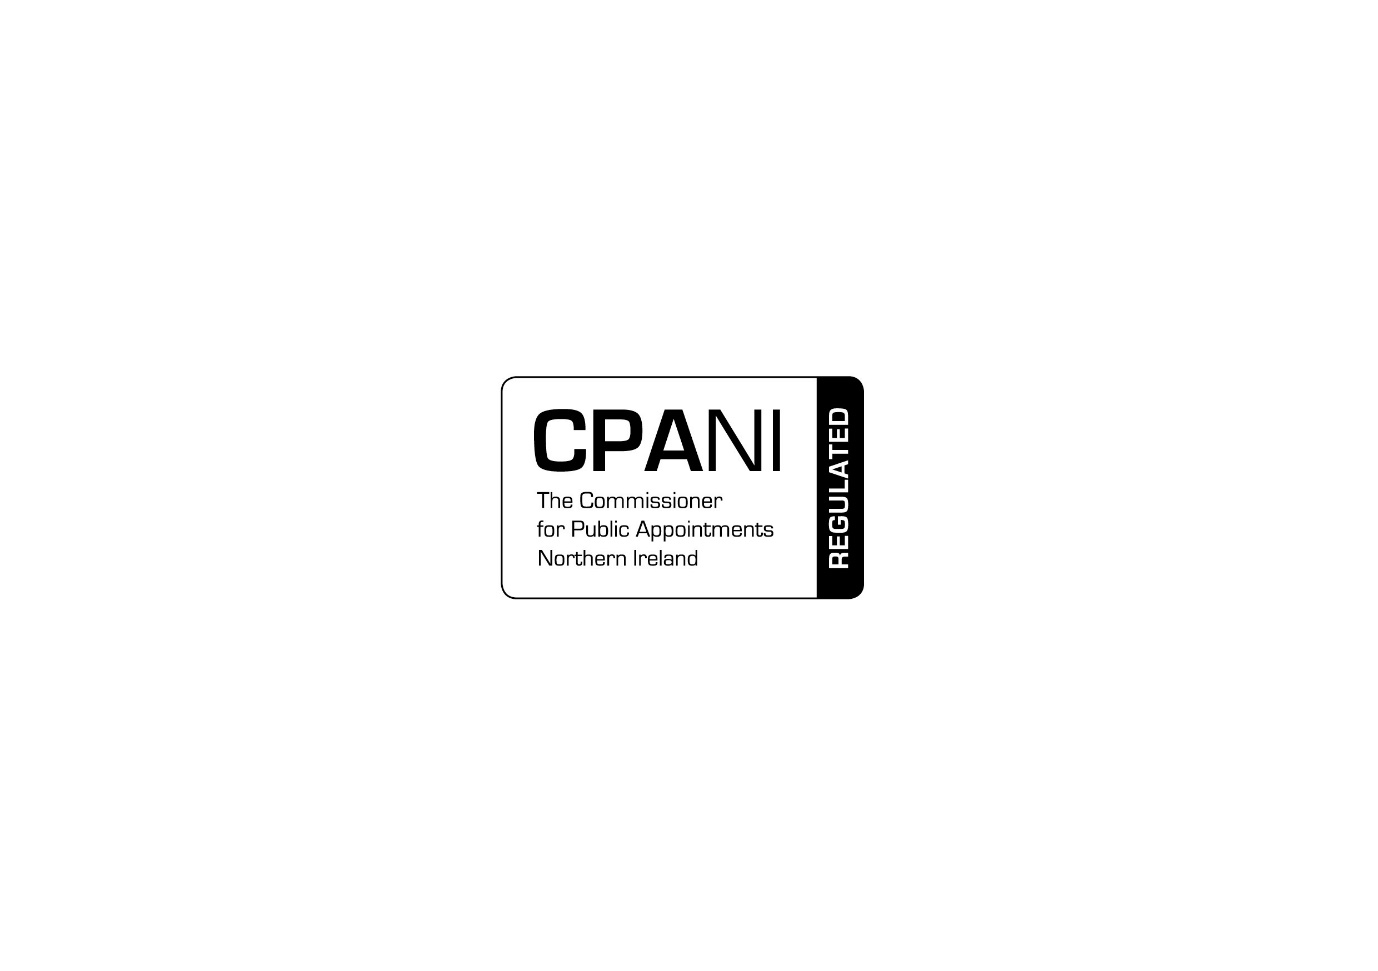 CPANI
The Commissioner
for Public Appointments
Northern Ireland
REGULATED